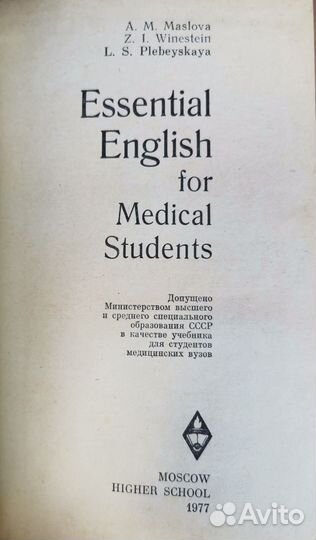 A. M. Maslova
Z. I. Winestein
L. S. Plebeyskaya
Essential
English
for
Medical
Students
Допущено
Министерством высшего
и среднего специального
образования СССР
в качестве учебника
для студентов
медицинских вузов
MOSCOW
HIGHER SCHOOL
1977
Avito